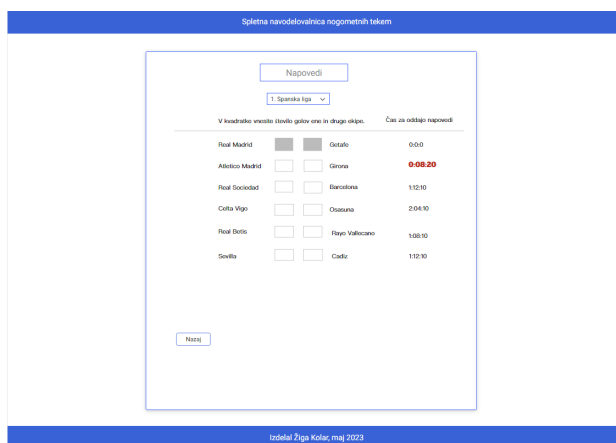 Spletna navodelovalnica nogometnih tekem
Napovedi
1. Spanska liga
V kvadratke vnesite število golov ene in druge ekipe. Čas za oddajo napovedi
Real Madrid Getafe 0:0:0
Atletico Madrid Girona 0:08:20
Real Sociedad Barcelona 1:12:10
Celta Vigo Osasuna 2:04:10
Real Betis Rayo Vallecano 1:08:10
Sevilla Cadiz 1:12:10
Nazaj
Izdelal Žiga Kolar, maj 2023